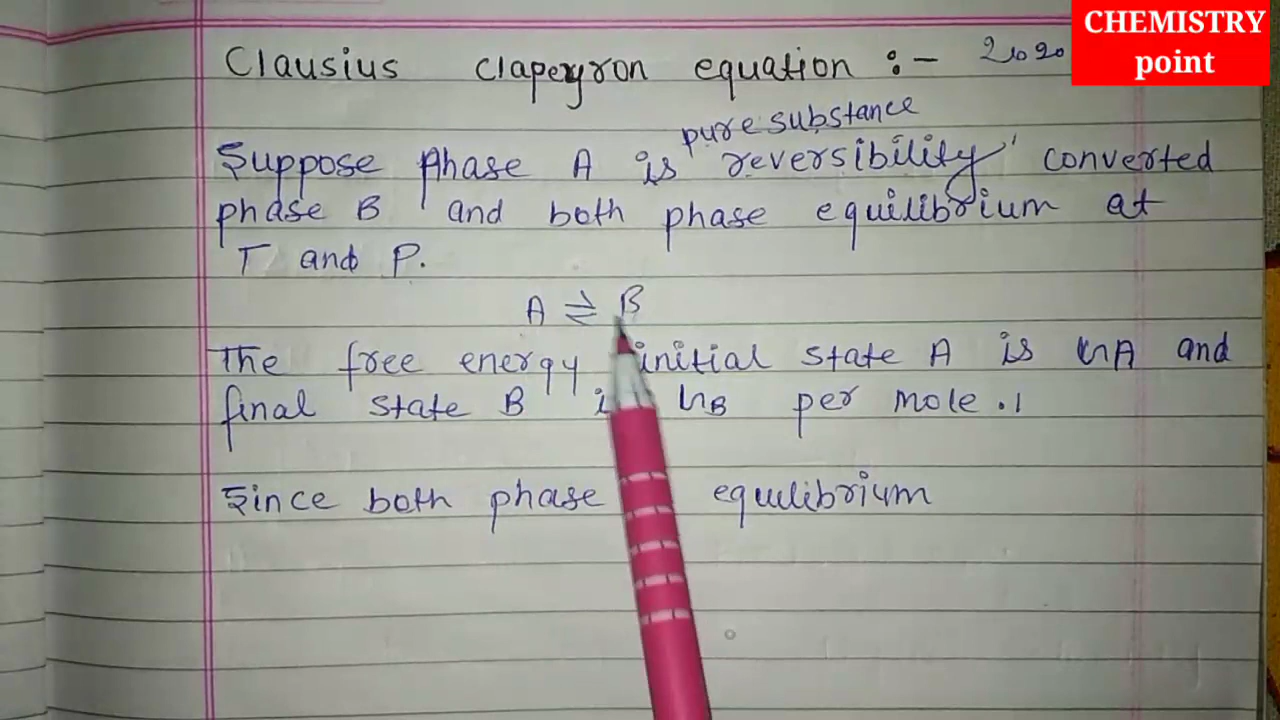 CHEMISTRY
point
Clausius clapeyron equation :- 2020
pure substance
Suppose phase A is reversibility converted
phase B and both phase equilibrium at
T and P.
A ⇌ B
The free energy initial state A is GA and
final state B GB per mole.
Since both phase equilibrium